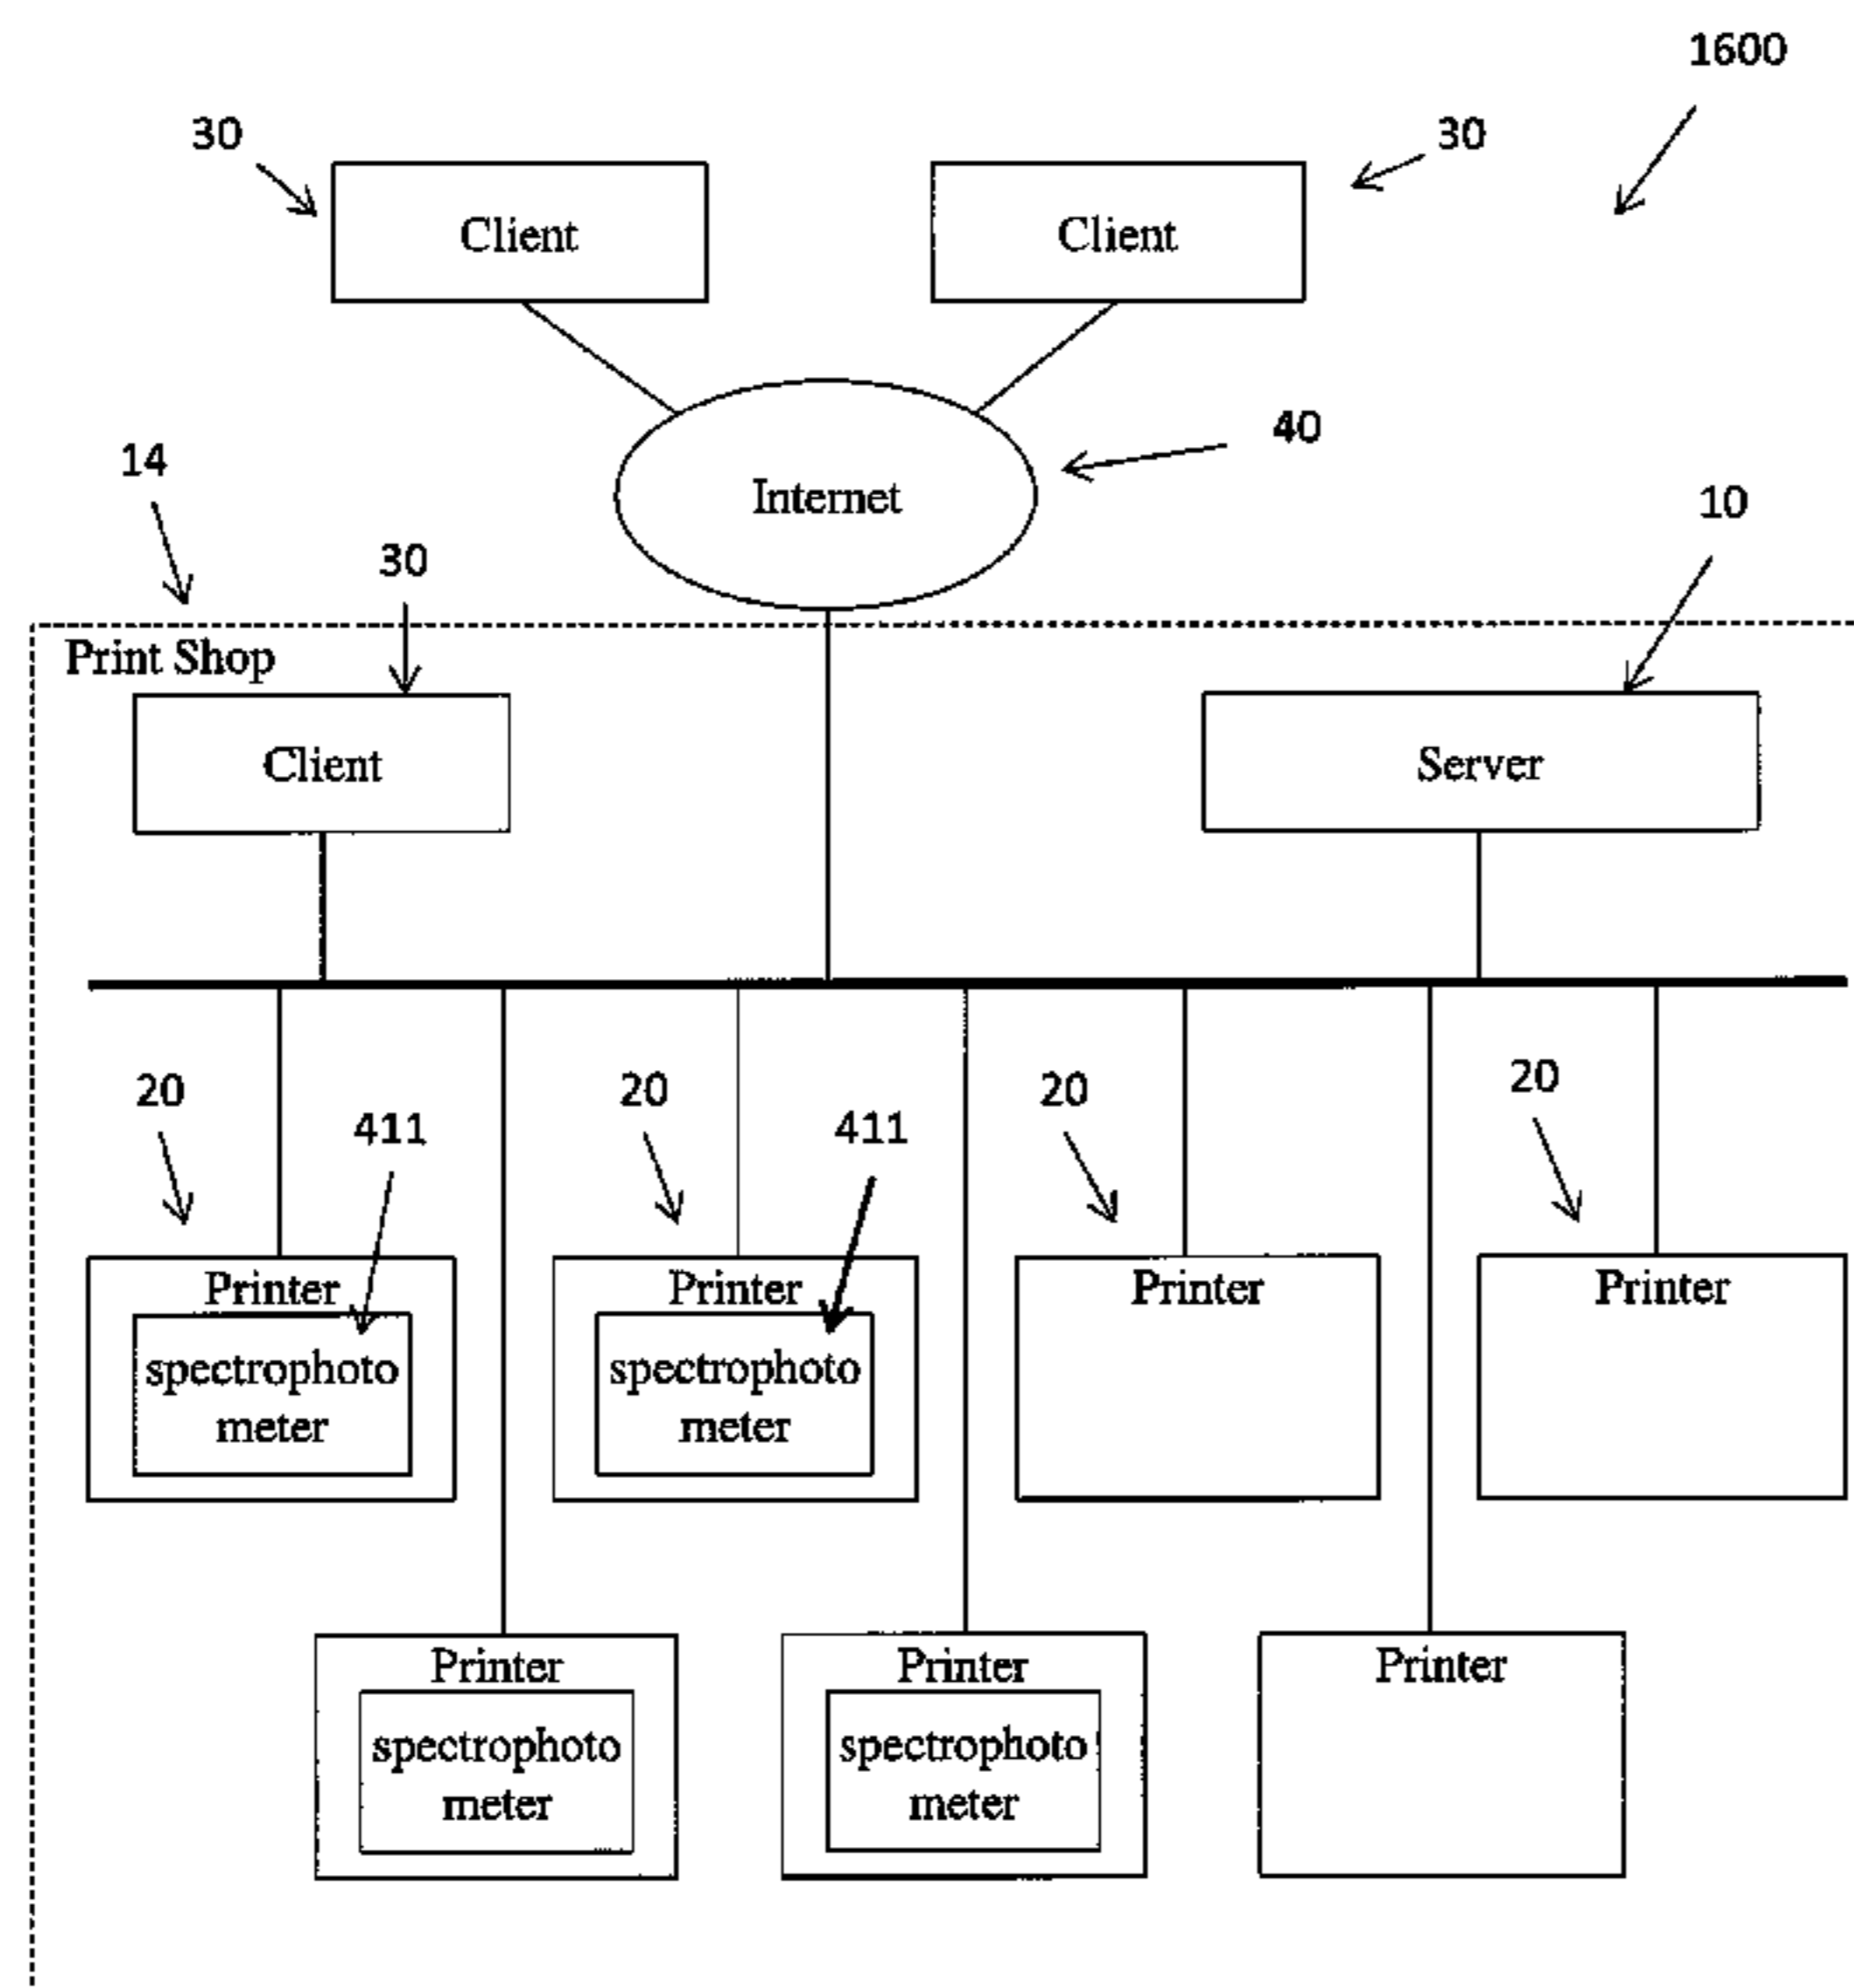 1600
30
30
Client
Client
40
14
Internet
10
30
Print Shop
Client
Server
20
20
20
20
411
411
Printer
Printer
Printer
Printer
spectrophoto
meter
spectrophoto
meter
Printer
Printer
Printer
spectrophoto
meter
spectrophoto
meter